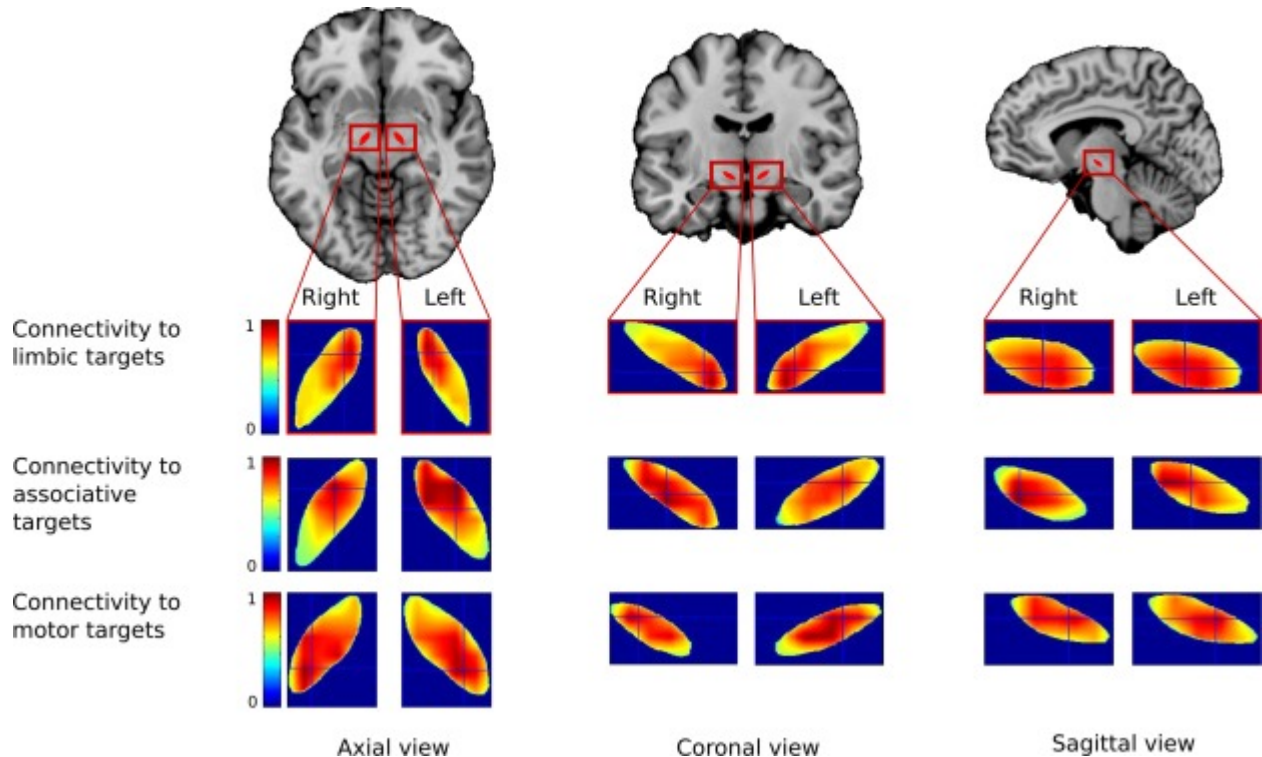 Right Left Right Left Right Left
Connectivity to
limbic targets
1
0
Connectivity to
associative
targets
1
0
Connectivity to
motor targets
1
0
Axial view Coronal view Sagittal view